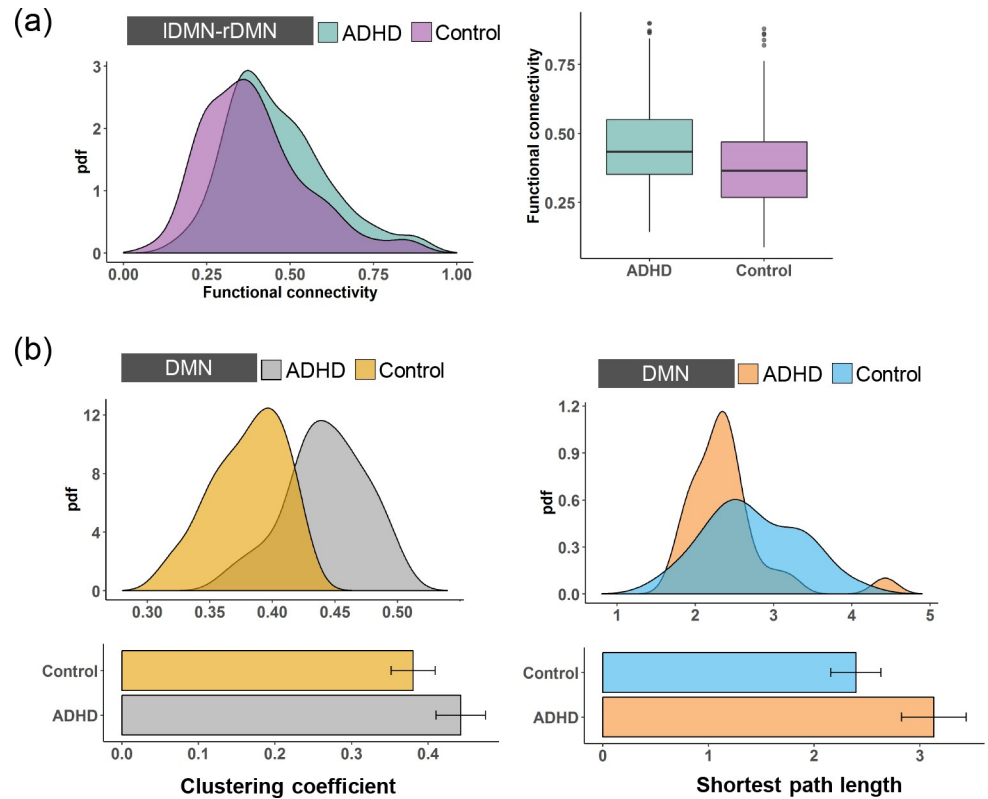 (a)
lDMN-rDMN ADHD Control
3
2
1
0
pdf
0.00 0.25 0.50 0.75 1.00
Functional connectivity
0.75
0.50
0.25
Functional connectivity
ADHD Control
(b)
DMN ADHD Control
12
8
4
0
pdf
0.30 0.35 0.40 0.45 0.50
DMN ADHD Control
1.2
0.9
0.6
0.3
0.0
pdf
1 2 3 4 5
Control
ADHD
0.0 0.1 0.2 0.3 0.4
Clustering coefficient
Control
ADHD
0 1 2 3
Shortest path length